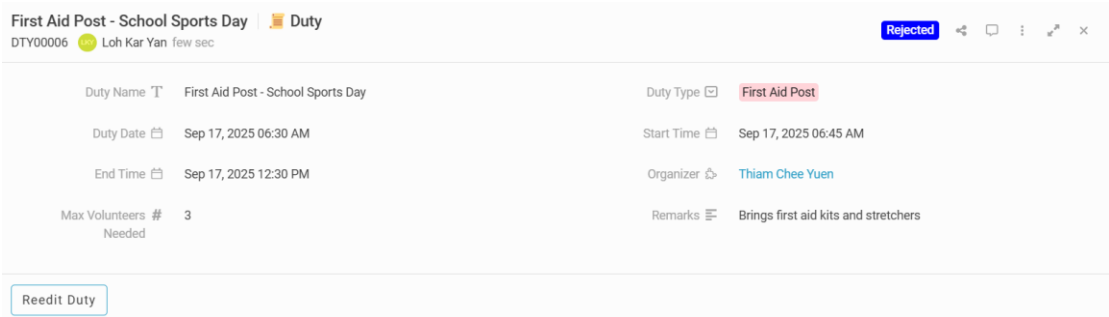 First Aid Post - School Sports Day Duty
DTY00006 LKY Loh Kar Yan few sec
Rejected
Duty Name First Aid Post - School Sports Day
Duty Type First Aid Post
Duty Date Sep 17, 2025 06:30 AM
Start Time Sep 17, 2025 06:45 AM
End Time Sep 17, 2025 12:30 PM
Organizer Thiam Chee Yuen
Max Volunteers # 3
Needed
Remarks Brings first aid kits and stretchers
Reedit Duty